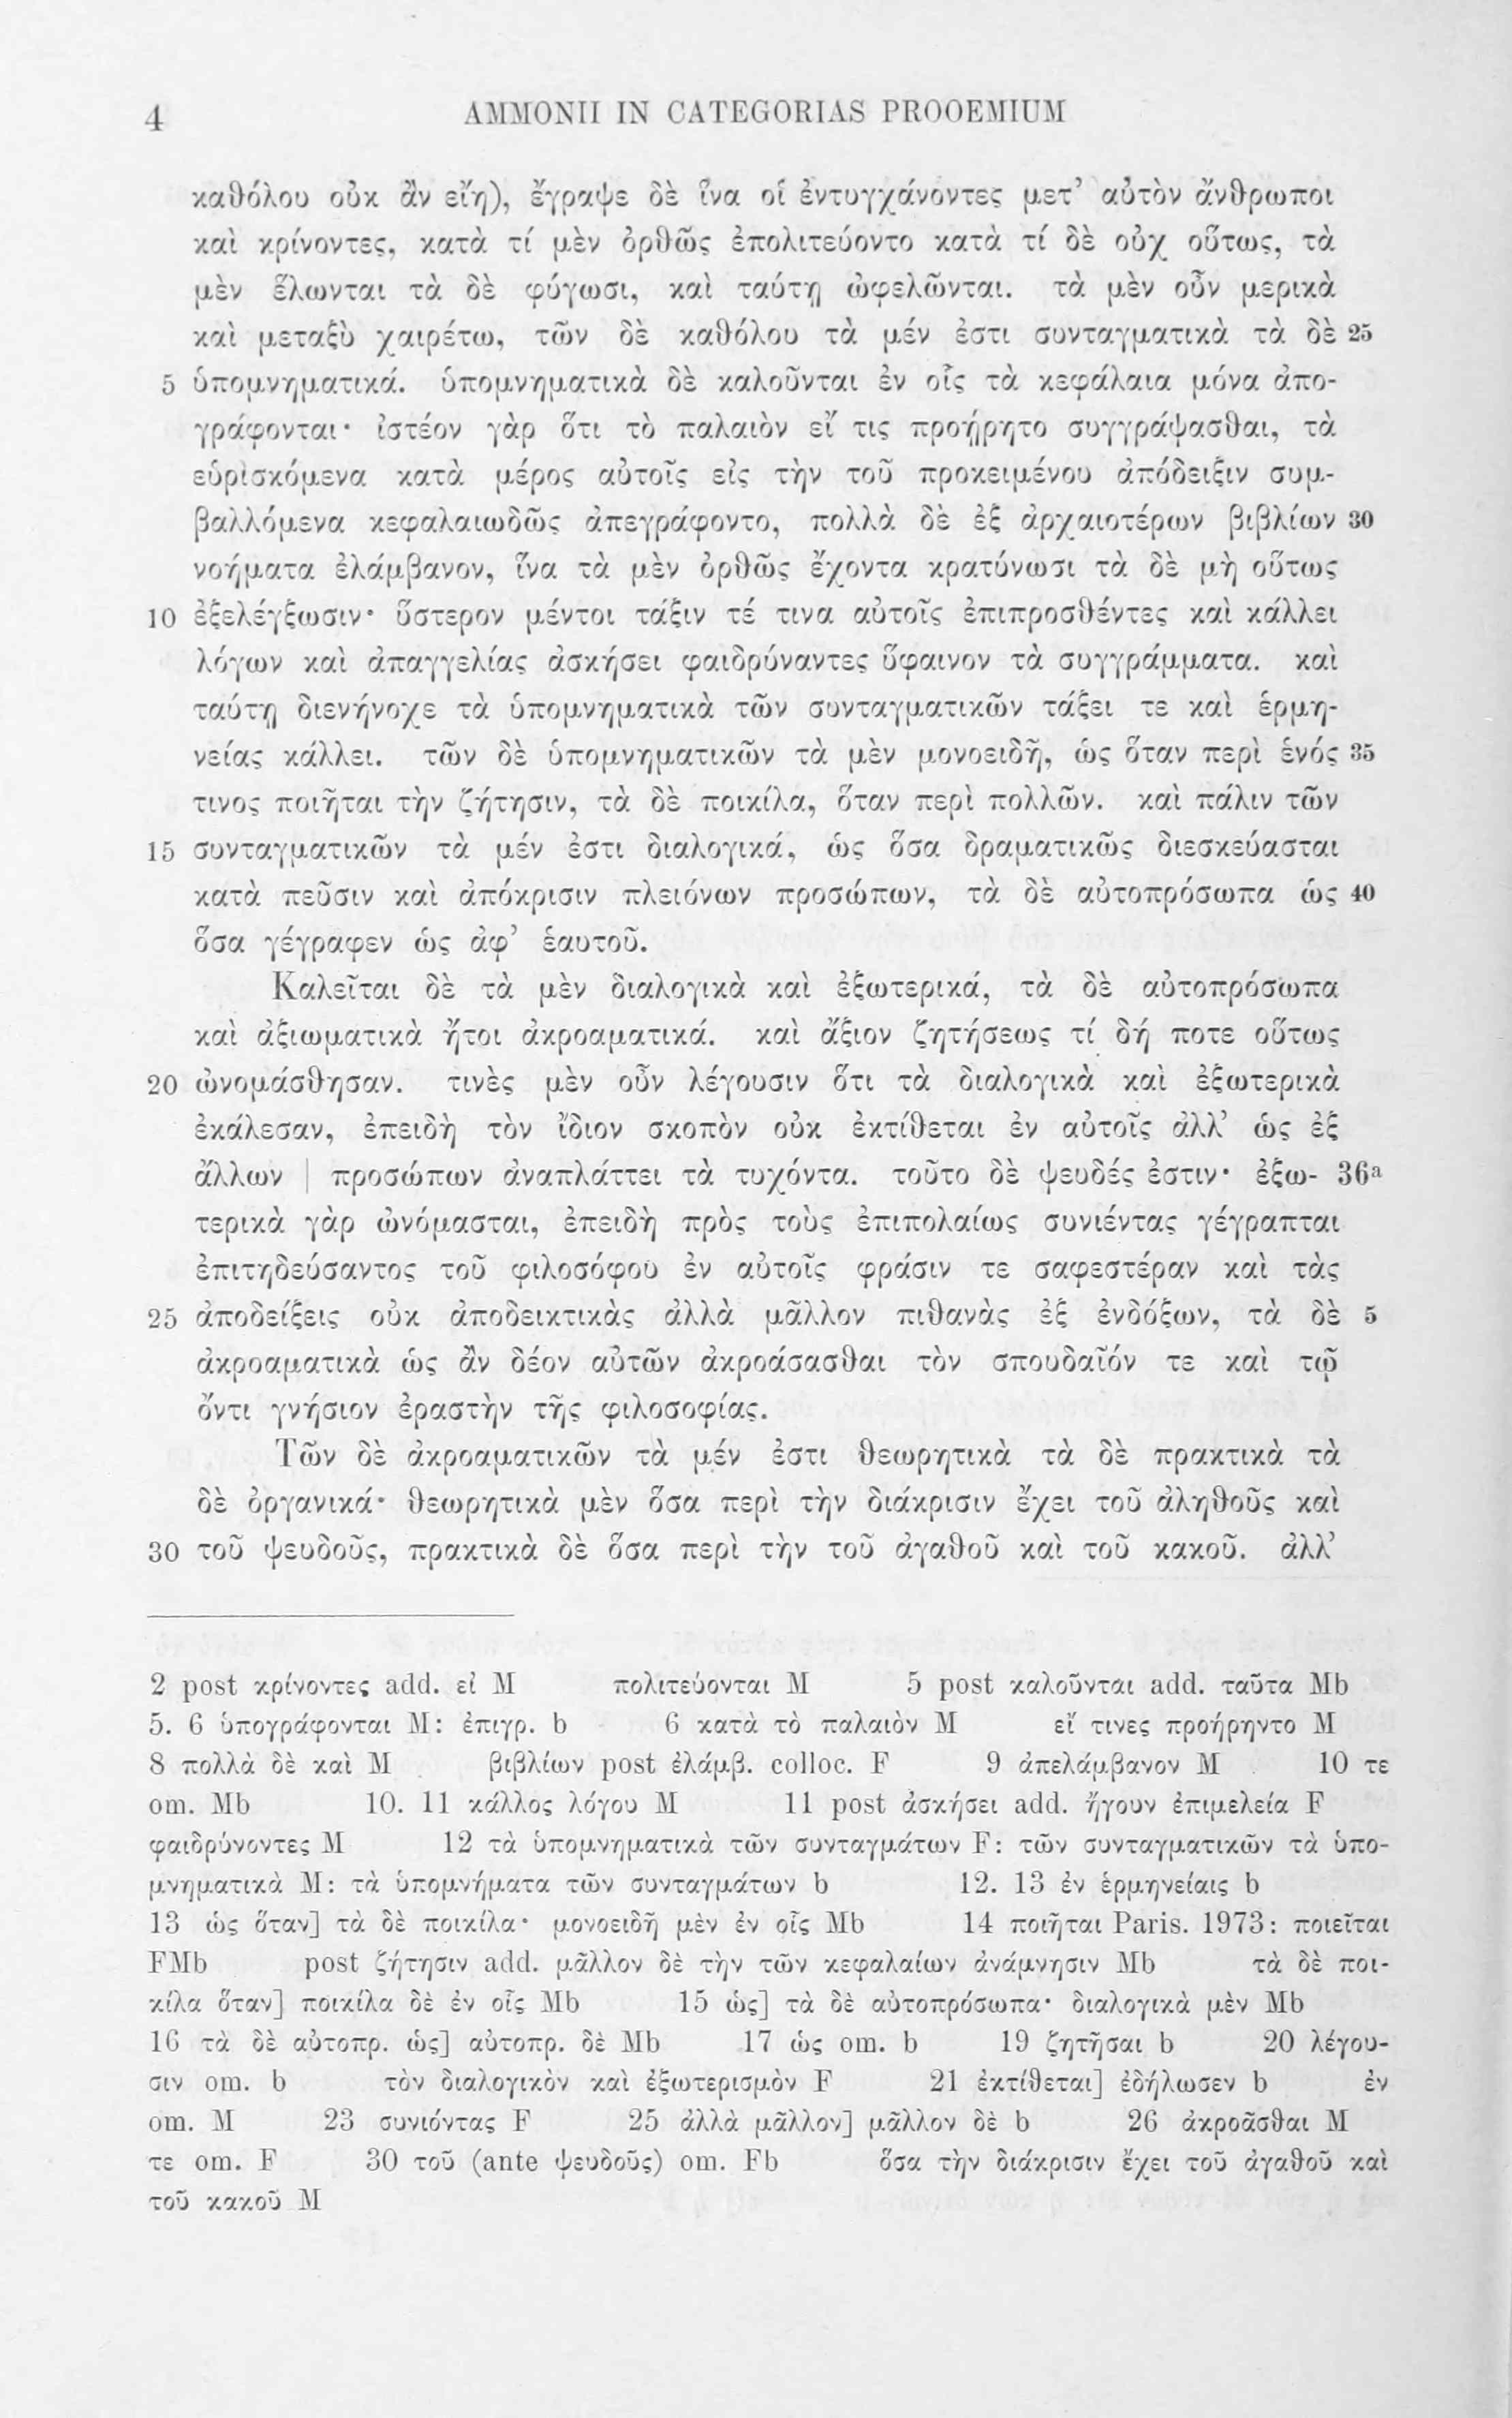 4 AMMONII IN CATEGORIAS PROOEMIUM
καθόλου οὐκ ἂν εἴη), ἔγραψε δὲ ἵνα οἱ ἐντυγχάνοντες μετ’ αὐτὸν ἄνθρωποι
καὶ κρίνοντες, κατὰ τί μὲν ὀρθῶς ἐπολιτεύοντο κατὰ τί δὲ οὐχ οὕτως, τὰ
μὲν ἕλωνται τὰ δὲ φύγωσι, καὶ ταύτῃ ὠφελῶνται. τὰ μὲν οὖν μερικὰ
καὶ μεταξὺ χαιρέτω, τῶν δὲ καθόλου τὰ μέν ἐστι συνταγματικὰ τὰ δὲ 25
5 ὑπομνηματικά. ὑπομνηματικὰ δὲ καλοῦνται ἐν οἷς τὰ κεφάλαια μόνα ἀπο-
γράφονται· ἰστέον γὰρ ὅτι τὸ παλαιὸν εἴ τις προῄρητο συγγράψασθαι, τὰ
εὑρισκόμενα κατὰ μέρος αὐτοῖς εἰς τὴν τοῦ προκειμένου ἀπόδειξιν συμ-
βαλλόμενα κεφαλαιωδῶς ἀπεγράφοντο, πολλὰ δὲ ἐξ ἀρχαιοτέρων βιβλίων 30
νοήματα ἐλάμβανον, ἵνα τὰ μὲν ὀρθῶς ἔχοντα κρατύνωσι τὰ δὲ μὴ οὕτως
10 ἐξελέγξωσιν· ὕστερον μέντοι τάξιν τέ τινα αὐτοῖς ἐπιπροσθέντες καὶ κάλλει
λόγων καὶ ἀπαγγελίας ἀσκήσει φαιδρύναντες ὕφαινον τὰ συγγράμματα. καὶ
ταύτῃ διενήνοχε τὰ ὑπομνηματικὰ τῶν συνταγματικῶν τάξει τε καὶ ἑρμη-
νείας κάλλει. τῶν δὲ ὑπομνηματικῶν τὰ μὲν μονοειδῆ, ὡς ὅταν περὶ ἑνός 35
τινος ποιῆται τὴν ζήτησιν, τὰ δὲ ποικίλα, ὅταν περὶ πολλῶν. καὶ πάλιν τῶν
15 συνταγματικῶν τὰ μέν ἐστι διαλογικά, ὡς ὅσα δραματικῶς διεσκεύασται
κατὰ πεῦσιν καὶ ἀπόκρισιν πλειόνων προσώπων, τὰ δὲ αὐτοπρόσωπα ὡς 40
ὅσα γέγραφεν ὡς ἀφ’ ἑαυτοῦ.
Καλεῖται δὲ τὰ μὲν διαλογικὰ καὶ ἐξωτερικά, τὰ δὲ αὐτοπρόσωπα
καὶ ἀξιωματικὰ ἤτοι ἀκροαματικά. καὶ ἄξιον ζητήσεως τί δή ποτε οὕτως
20 ὠνομάσθησαν. τινὲς μὲν οὖν λέγουσιν ὅτι τὰ διαλογικὰ καὶ ἐξωτερικὰ
ἐκάλεσαν, ἐπειδὴ τὸν ἴδιον σκοπὸν οὐκ ἐκτίθεται ἐν αὐτοῖς ἀλλ’ ὡς ἐξ
ἄλλων | προσώπων ἀναπλάττει τὰ τυχόντα. τοῦτο δὲ ψευδές ἐστιν· ἐξω- 36a
τερικὰ γὰρ ὠνόμασται, ἐπειδὴ πρὸς τοὺς ἐπιπολαίως συνιέντας γέγραπται
ἐπιτηδεύσαντος τοῦ φιλοσόφου ἐν αὐτοῖς φράσιν τε σαφεστέραν καὶ τὰς
25 ἀποδείξεις οὐκ ἀποδεικτικὰς ἀλλὰ μᾶλλον πιθανὰς ἐξ ἐνδόξων, τὰ δὲ 5
ἀκροαματικὰ ὡς ἂν δέον αὐτῶν ἀκροάσασθαι τὸν σπουδαῖόν τε καὶ τῷ
ὄντι γνήσιον ἐραστὴν τῆς φιλοσοφίας.
Τῶν δὲ ἀκροαματικῶν τὰ μέν ἐστι θεωρητικὰ τὰ δὲ πρακτικὰ τὰ
δὲ ὀργανικά· θεωρητικὰ μὲν ὅσα περὶ τὴν διάκρισιν ἔχει τοῦ ἀληθοῦς καὶ
30 τοῦ ψευδοῦς, πρακτικὰ δὲ ὅσα περὶ τὴν τοῦ ἀγαθοῦ καὶ τοῦ κακοῦ. ἀλλ’
2 post κρίνοντες add. εἰ M πολιτεύονται M 5 post καλοῦνται add. ταῦτα Mb
5. 6 ὑπογράφονται M: ἐπιγρ. b 6 κατὰ τὸ παλαιὸν M εἴ τινες προήρηντο M
8 πολλὰ δὲ καὶ M βιβλίων post ἐλάμβ. colloc. F 9 ἀπελάμβανον M 10 τε
om. Mb 10. 11 κάλλος λόγου M 11 post ἀσκήσει add. ἤγουν ἐπιμελεία F
φαιδρύνοντες M 12 τὰ ὑπομνηματικὰ τῶν συνταγμάτων F: τῶν συνταγματικῶν τὰ ὑπο-
μνηματικὰ M: τὰ ὑπομνήματα τῶν συνταγμάτων b 12. 13 ἐν ἑρμηνείαις b
13 ὡς ὅταν] τὰ δὲ ποικίλα· μονοειδῆ μὲν ἐν οἷς Mb 14 ποιῆται Paris. 1973: ποιεῖται
FMb post ζήτησιν add. μᾶλλον δὲ τὴν τῶν κεφαλαίων ἀνάμνησιν Mb τὰ δὲ ποι-
κίλα ὅταν] ποικίλα δὲ ἐν οἷς Mb 15 ὡς] τὰ δὲ αὐτοπρόσωπα· διαλογικὰ μὲν Mb
16 τὰ δὲ αὐτοπρ. ὡς] αὐτοπρ. δὲ Mb 17 ὡς om. b 19 ζητῆσαι b 20 λέγου-
σιν om. b τὸν διαλογικὸν καὶ ἐξωτερισμὸν F 21 ἐκτίθεται] ἐδήλωσεν b ἐν
om. M 23 συνιόντας F 25 ἀλλὰ μᾶλλον] μᾶλλον δὲ b 26 ἀκροᾶσθαι M
τε om. F 30 τοῦ (ante ψευδοῦς) om. Fb ὅσα τὴν διάκρισιν ἔχει τοῦ ἀγαθοῦ καὶ
τοῦ κακοῦ M